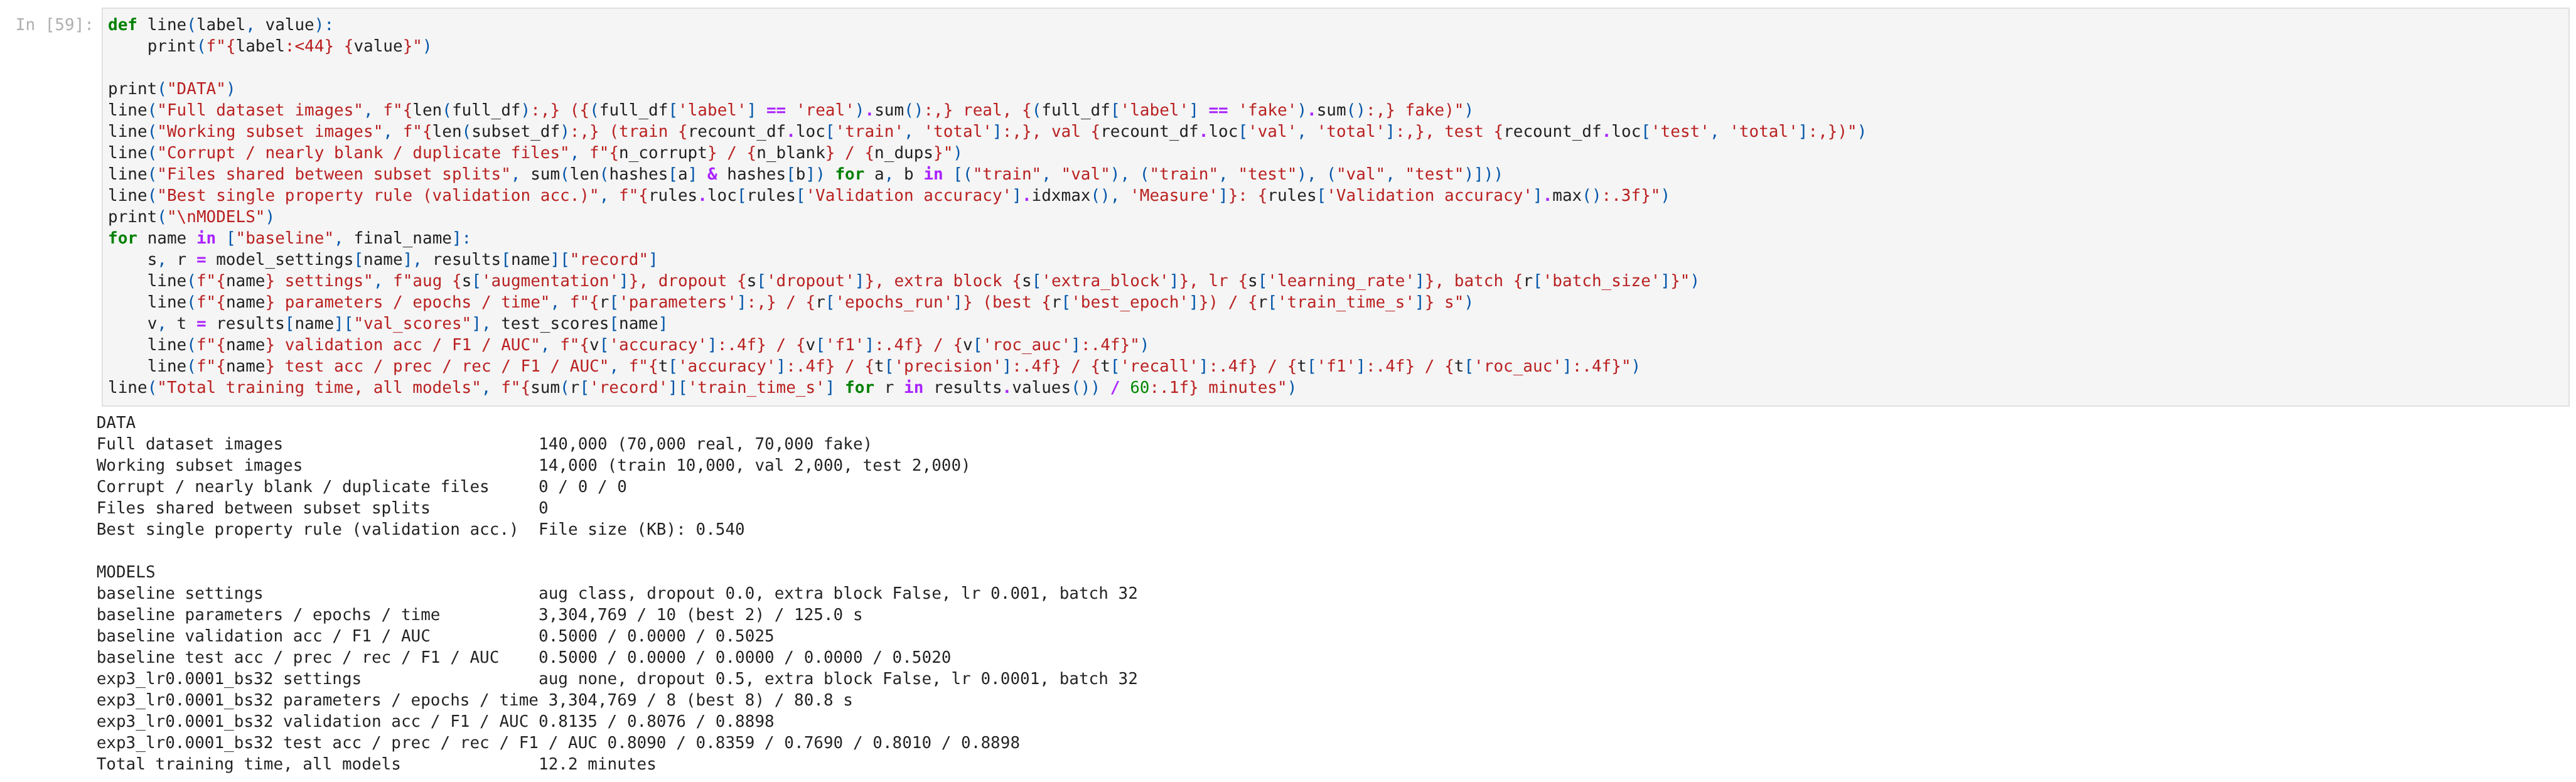 In [59]:
def line(label, value):
    print(f"{label:<44} {value}")

print("DATA")
line("Full dataset images", f"{len(full_df):,} ({(full_df['label'] == 'real').sum():,} real, {(full_df['label'] == 'fake').sum():,} fake)")
line("Working subset images", f"{len(subset_df):,} (train {recount_df.loc['train', 'total']:,}, val {recount_df.loc['val', 'total']:,}, test {recount_df.loc['test', 'total']:,})")
line("Corrupt / nearly blank / duplicate files", f"{n_corrupt} / {n_blank} / {n_dups}")
line("Files shared between subset splits", sum(len(hashes[a] & hashes[b]) for a, b in [("train", "val"), ("train", "test"), ("val", "test")]))
line("Best single property rule (validation acc.)", f"{rules.loc[rules['Validation accuracy'].idxmax(), 'Measure']}: {rules['Validation accuracy'].max():.3f}")
print("\nMODELS")
for name in ["baseline", final_name]:
    s, r = model_settings[name], results[name]["record"]
    line(f"{name} settings", f"aug {s['augmentation']}, dropout {s['dropout']}, extra block {s['extra_block']}, lr {s['learning_rate']}, batch {r['batch_size']}")
    line(f"{name} parameters / epochs / time", f"{r['parameters']:,} / {r['epochs_run']} (best {r['best_epoch']}) / {r['train_time_s']} s")
    v, t = results[name]["val_scores"], test_scores[name]
    line(f"{name} validation acc / F1 / AUC", f"{v['accuracy']:.4f} / {v['f1']:.4f} / {v['roc_auc']:.4f}")
    line(f"{name} test acc / prec / rec / F1 / AUC", f"{t['accuracy']:.4f} / {t['precision']:.4f} / {t['recall']:.4f} / {t['f1']:.4f} / {t['roc_auc']:.4f}")
line("Total training time, all models", f"{sum(r['record']['train_time_s'] for r in results.values()) / 60:.1f} minutes")
DATA
Full dataset images                          140,000 (70,000 real, 70,000 fake)
Working subset images                        14,000 (train 10,000, val 2,000, test 2,000)
Corrupt / nearly blank / duplicate files     0 / 0 / 0
Files shared between subset splits           0
Best single property rule (validation acc.)  File size (KB): 0.540

MODELS
baseline settings                            aug class, dropout 0.0, extra block False, lr 0.001, batch 32
baseline parameters / epochs / time          3,304,769 / 10 (best 2) / 125.0 s
baseline validation acc / F1 / AUC           0.5000 / 0.0000 / 0.5025
baseline test acc / prec / rec / F1 / AUC    0.5000 / 0.0000 / 0.0000 / 0.0000 / 0.5020
exp3_lr0.0001_bs32 settings                  aug none, dropout 0.5, extra block False, lr 0.0001, batch 32
exp3_lr0.0001_bs32 parameters / epochs / time 3,304,769 / 8 (best 8) / 80.8 s
exp3_lr0.0001_bs32 validation acc / F1 / AUC 0.8135 / 0.8076 / 0.8898
exp3_lr0.0001_bs32 test acc / prec / rec / F1 / AUC 0.8090 / 0.8359 / 0.7690 / 0.8010 / 0.8898
Total training time, all models              12.2 minutes